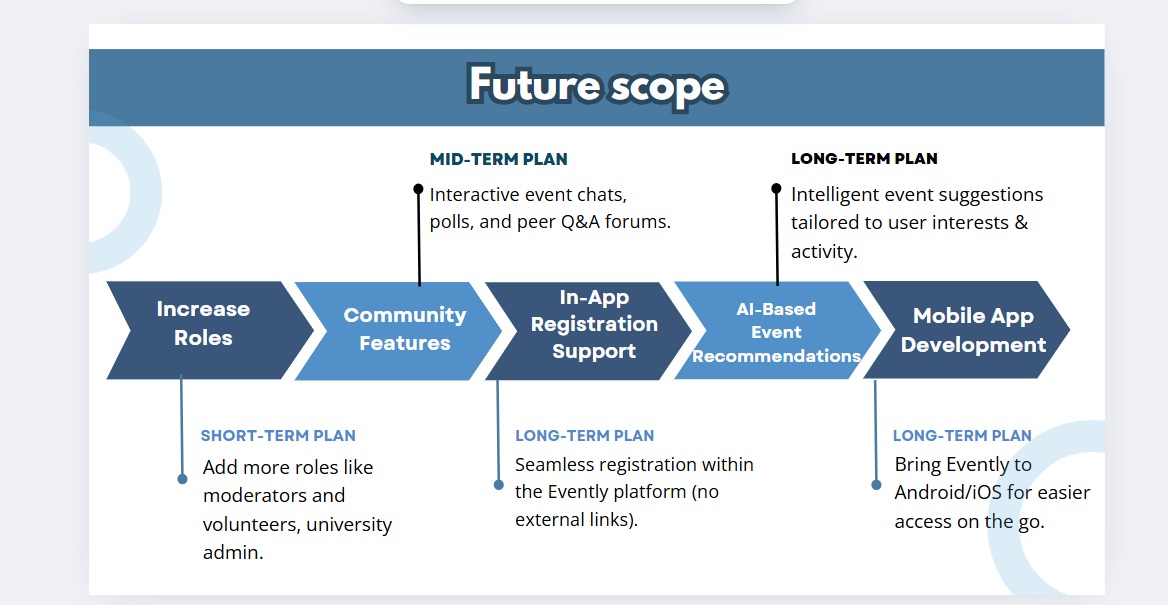 Future scope
MID-TERM PLAN
Interactive event chats,
polls, and peer Q&A forums.
LONG-TERM PLAN
Intelligent event suggestions
tailored to user interests &
activity.
Increase
Roles
Community
Features
In-App
Registration
Support
AI-Based
Event
Recommendations
Mobile App
Development
SHORT-TERM PLAN
Add more roles like
moderators and
volunteers, university
admin.
LONG-TERM PLAN
Seamless registration within
the Evently platform (no
external links).
LONG-TERM PLAN
Bring Evently to
Android/iOS for easier
access on the go.